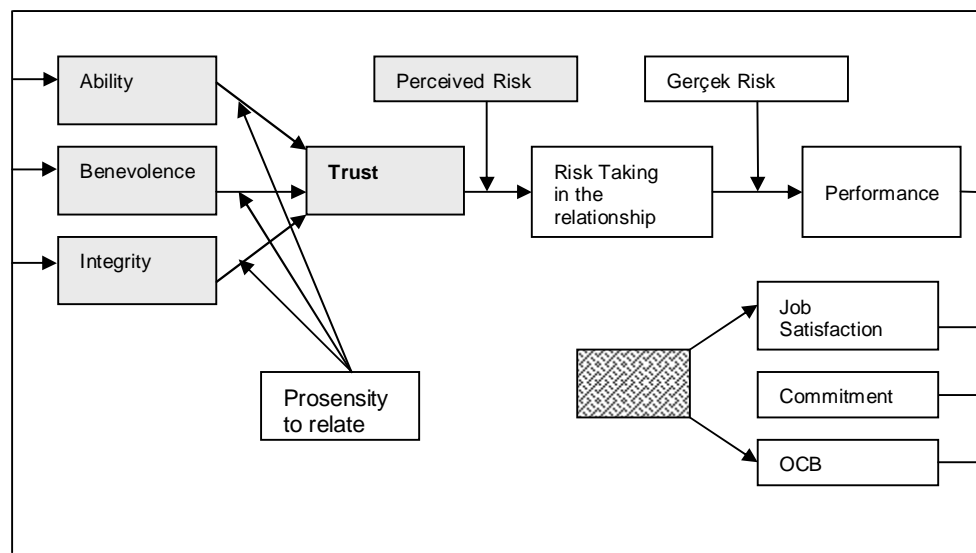 Ability
Perceived Risk
Gerçek Risk
Benevolence
Trust
Risk Taking
in the
relationship
Performance
Integrity
Job
Satisfaction
Prosensity
to relate
Commitment
OCB